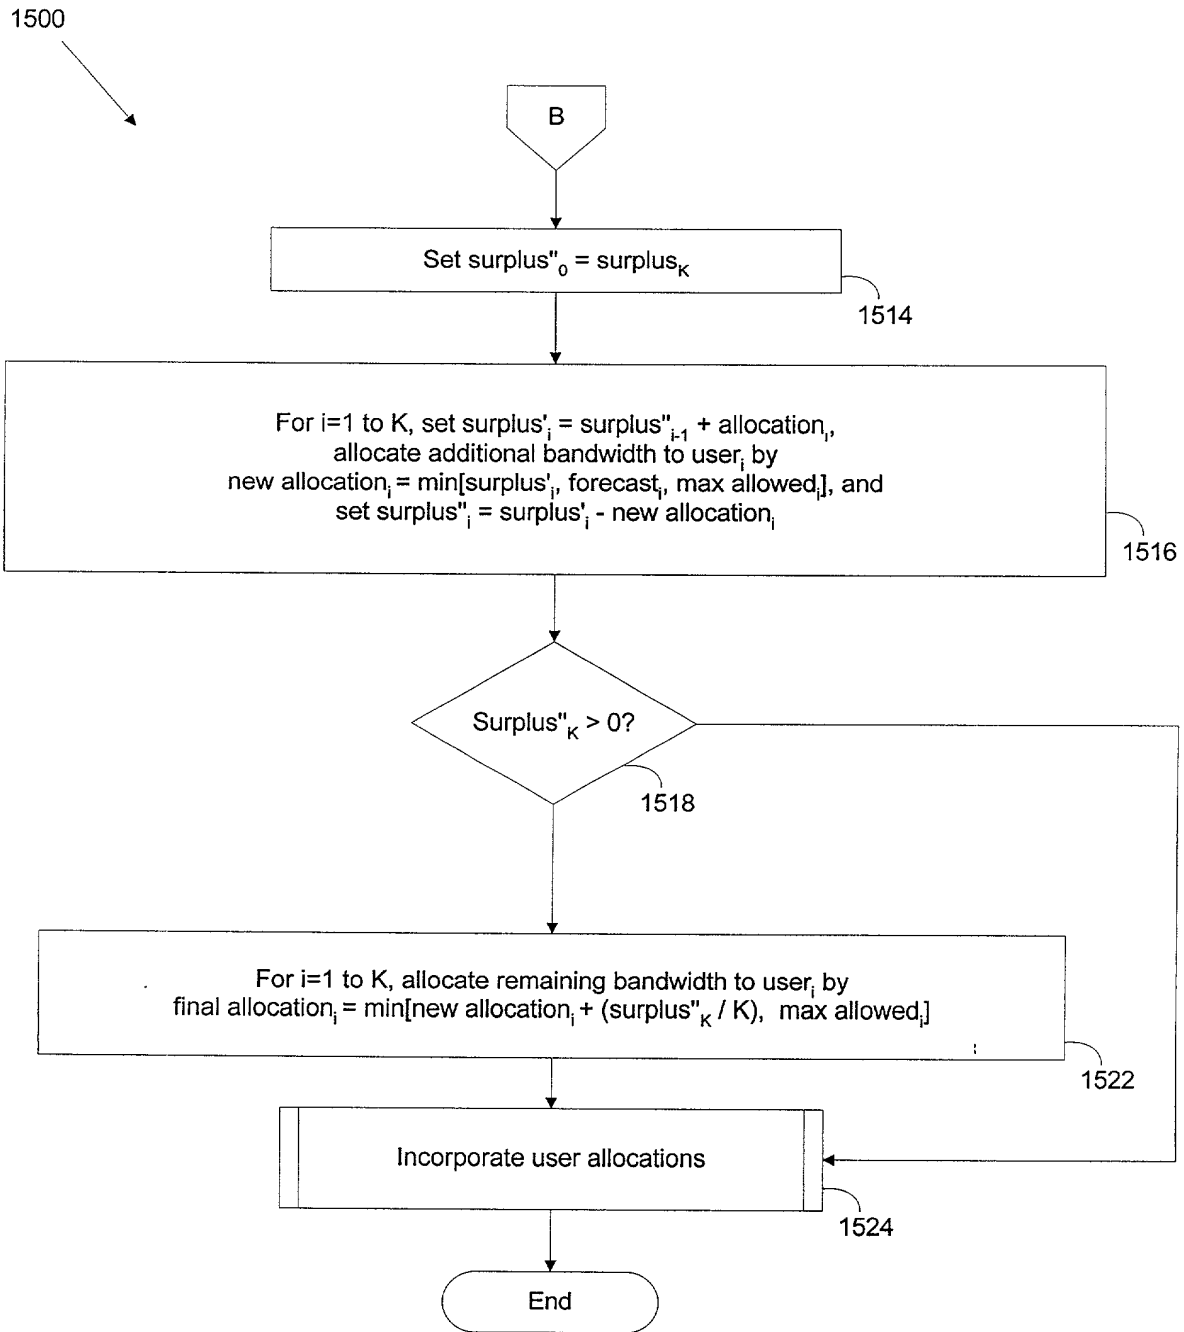 1500
B
Set surplus"₀ = surplusK
1514
For i=1 to K, set surplus'ᵢ = surplus"ᵢ₋₁ + allocationᵢ,
allocate additional bandwidth to userᵢ by
new allocationᵢ = min[surplus'ᵢ, forecastᵢ, max allowedᵢ], and
set surplus"ᵢ = surplus'ᵢ - new allocationᵢ
1516
Surplus"K > 0?
1518
For i=1 to K, allocate remaining bandwidth to userᵢ by
final allocationᵢ = min[new allocationᵢ + (surplus"K / K), max allowedᵢ]
1522
Incorporate user allocations
1524
End